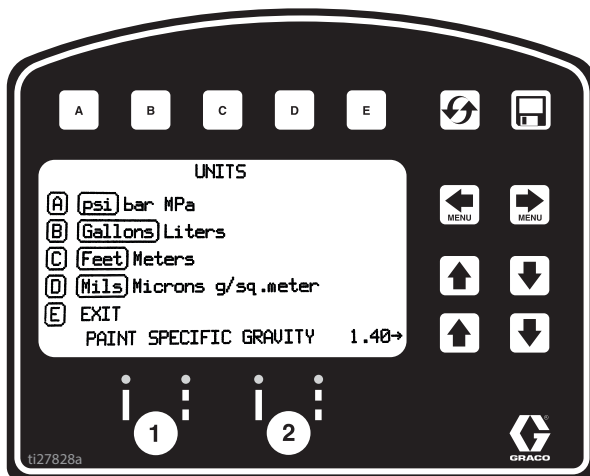 A B C D E
UNITS
A psi bar MPa
B Gallons Liters
C Feet Meters
D Mils Microns g/sq.meter
E EXIT
PAINT SPECIFIC GRAVITY 1.40→
MENU MENU
1 2
ti27828a
GRACO